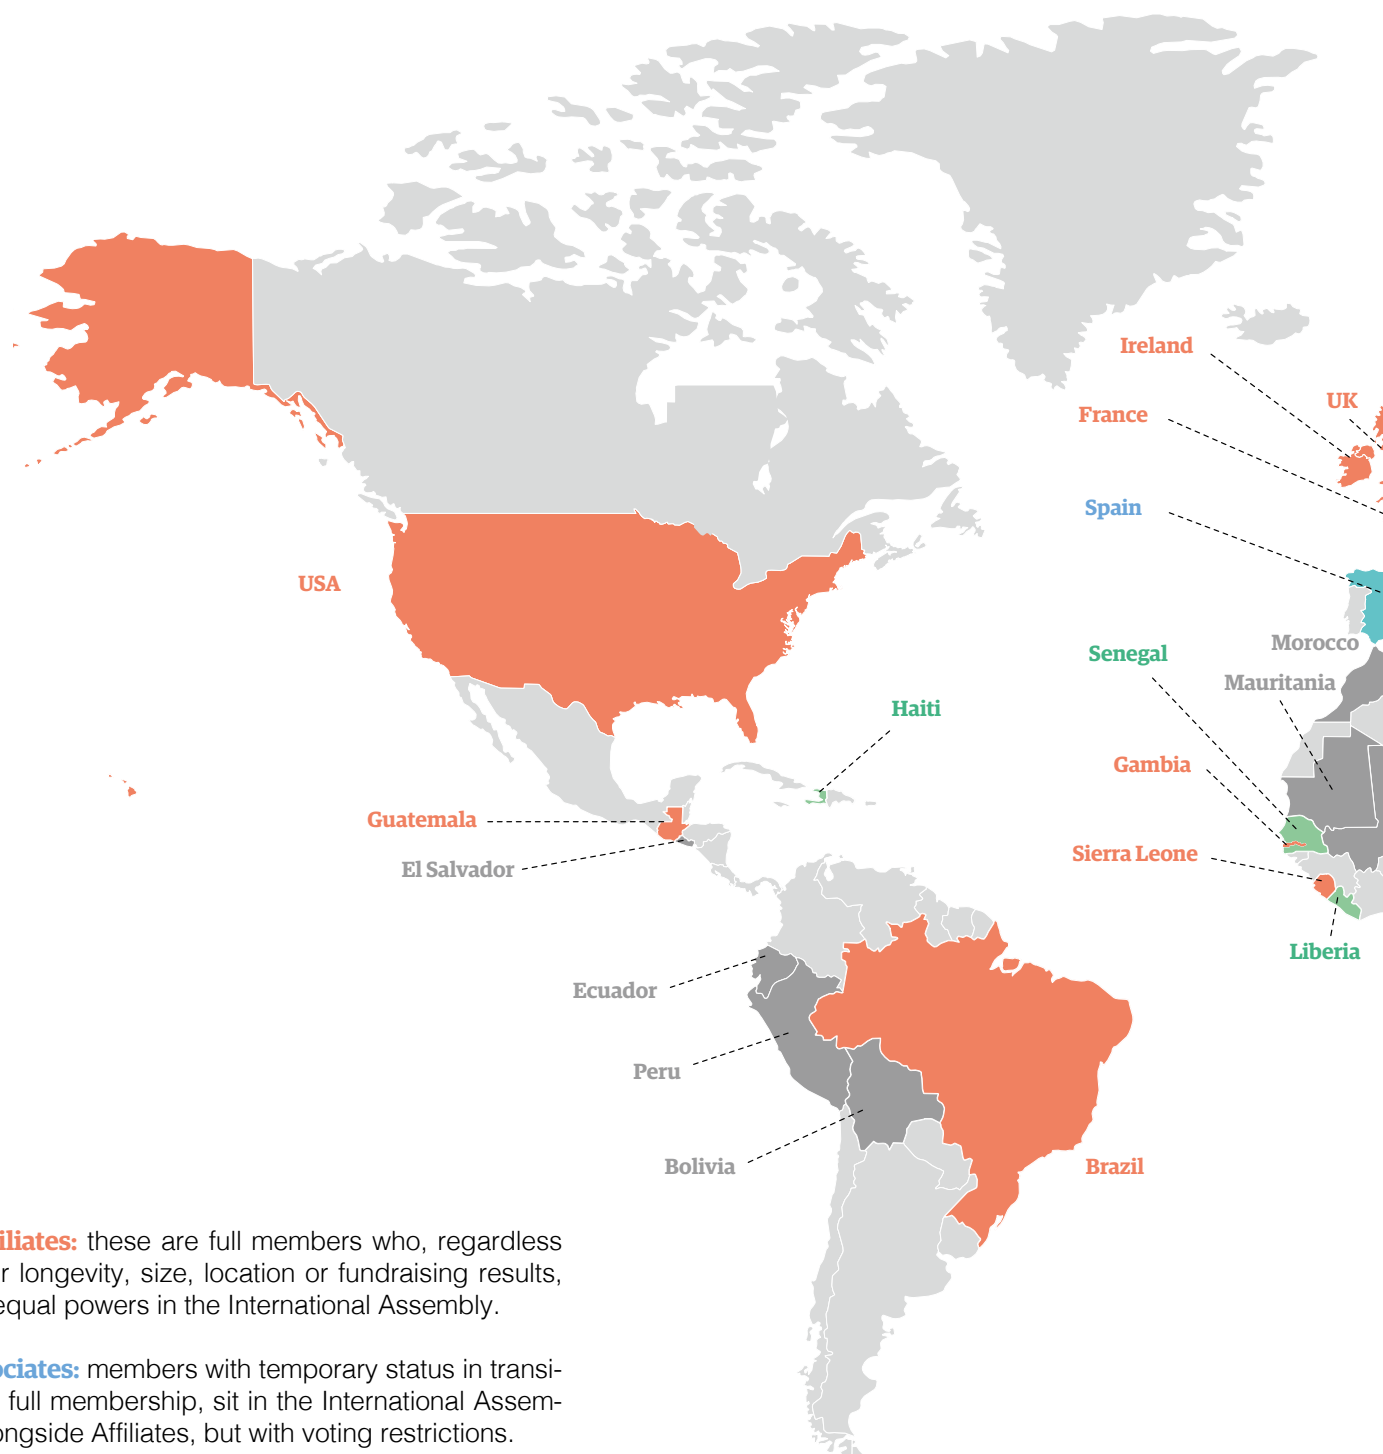 Ireland
UK
France
Spain
USA
Morocco
Senegal
Mauritania
Haiti
Gambia
Guatemala
Sierra Leone
El Salvador
Liberia
Ecuador
Peru
Bolivia
Brazil
iliates: these are full members who, regardless
r longevity, size, location or fundraising results,
equal powers in the International Assembly.
ociates: members with temporary status in transi-
full membership, sit in the International Assem-
ongside Affiliates, but with voting restrictions.